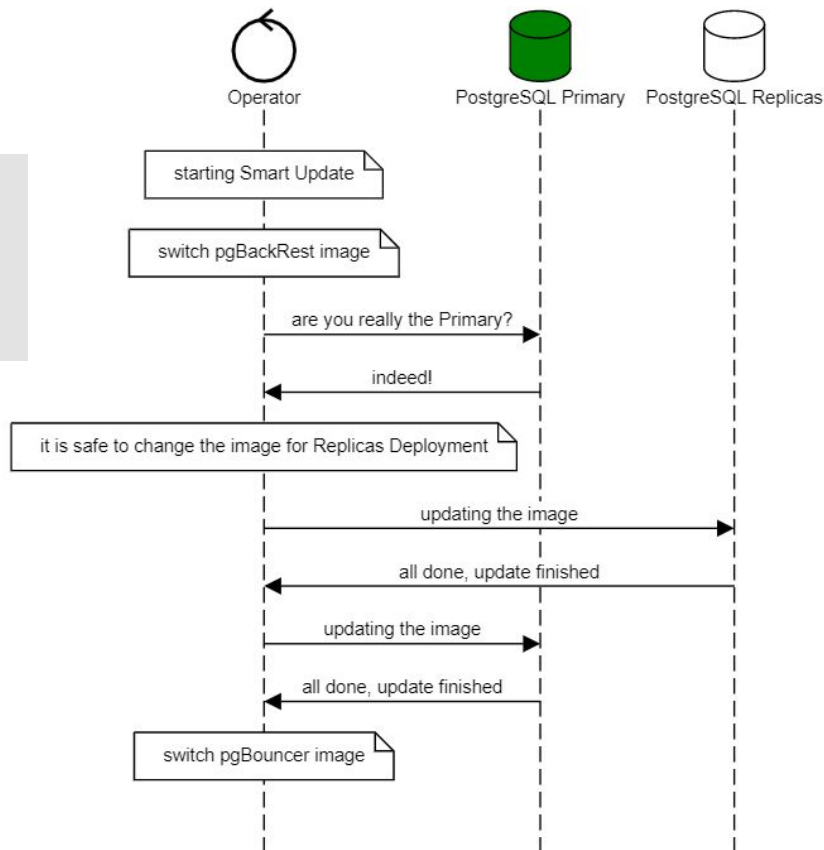 Operator
PostgreSQL Primary
PostgreSQL Replicas
starting Smart Update
switch pgBackRest image
are you really the Primary?
indeed!
it is safe to change the image for Replicas Deployment
updating the image
all done, update finished
updating the image
all done, update finished
switch pgBouncer image